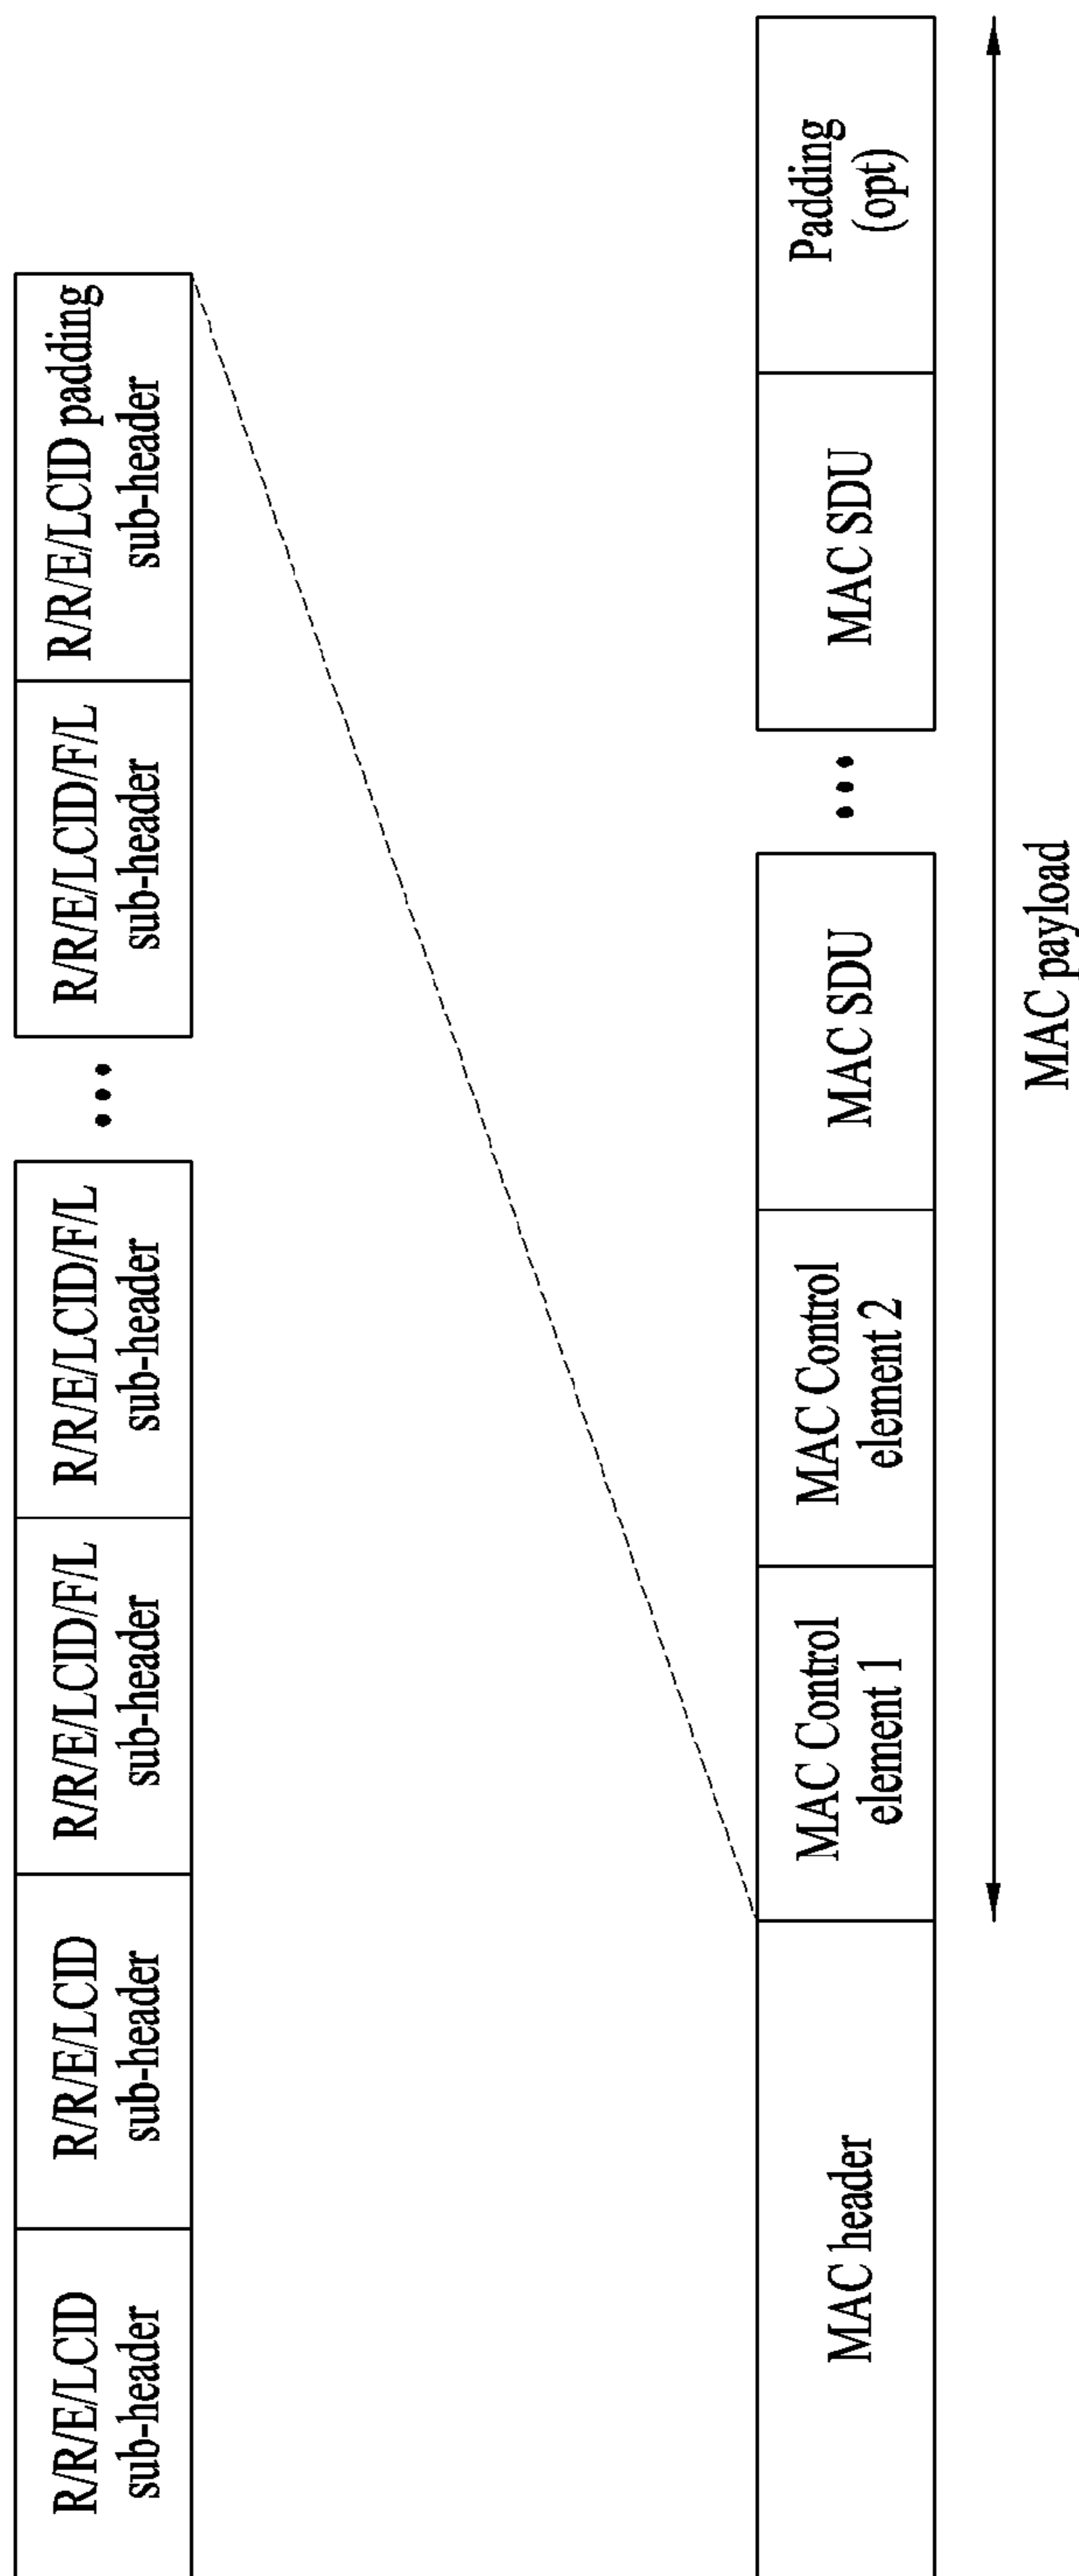 R/R/E/LCID
sub-header
R/R/E/LCID
sub-header
R/R/E/LCID/F/L
sub-header
R/R/E/LCID/F/L
sub-header
•••
R/R/E/LCID/F/L
sub-header
R/R/E/LCID padding
sub-header
MAC header
MAC Control
element 1
MAC Control
element 2
MAC SDU
•••
MAC SDU
Padding
(opt)
MAC payload